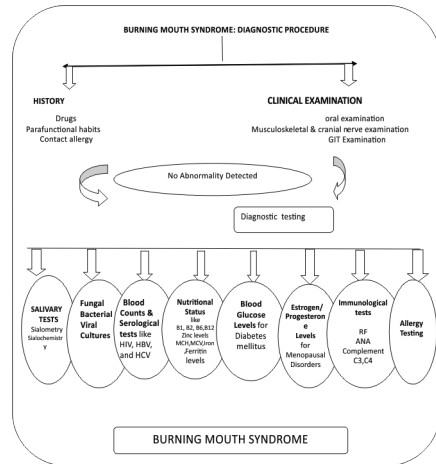 BURNING MOUTH SYNDROME: DIAGNOSTIC PROCEDURE
HISTORY
Drugs
Parafunctional habits
Contact allergy
CLINICAL EXAMINATION
oral examination
Musculoskeletal & cranial nerve examination
GIT Examination
No Abnormality Detected
Diagnostic testing
SALIVARY
TESTS
Sialometry
Sialochemistr
y
Fungal
Bacterial
Viral
Cultures
Blood
Counts &
Serological
tests like
HIV, HBV,
and HCV
Nutritional
Status
like
B1, B2, B6,B12
Zinc levels
MCH,MCV,Iron
,Ferritin
levels
Blood
Glucose
Levels for
Diabetes
mellitus
Estrogen/
Progesteron
e
Levels
for
Menopausal
Disorders
Immunological
tests
RF
ANA
Complement
C3,C4
Allergy
Testing
BURNING MOUTH SYNDROME